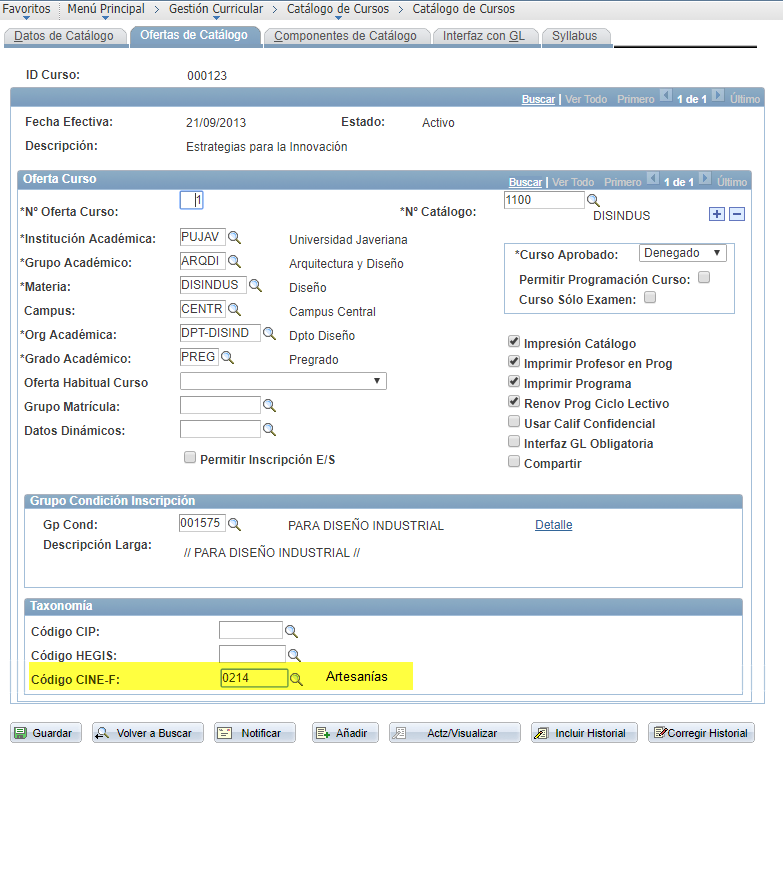 Favoritos Menú Principal > Gestión Curricular > Catálogo de Cursos > Catálogo de Cursos
Datos de Catálogo Ofertas de Catálogo Componentes de Catálogo Interfaz con GL Syllabus
ID Curso: 000123
Buscar | Ver Todo Primero 1 de 1 Último
Fecha Efectiva: 21/09/2013 Estado: Activo
Descripción: Estrategias para la Innovación
Oferta Curso Buscar | Ver Todo Primero 1 de 1 Último
*Nº Oferta Curso: 1 *Nº Catálogo: 1100 DISINDUS
*Institución Académica: PUJAV Universidad Javeriana
*Grupo Académico: ARQDI Arquitectura y Diseño
*Materia: DISINDUS Diseño
Campus: CENTR Campus Central
*Org Académica: DPT-DISIND Dpto Diseño
*Grado Académico: PREG Pregrado
Oferta Habitual Curso
Grupo Matrícula:
Datos Dinámicos:
Permitir Inscripción E/S
*Curso Aprobado: Denegado
Permitir Programación Curso:
Curso Sólo Examen:
Impresión Catálogo
Imprimir Profesor en Prog
Imprimir Programa
Renov Prog Ciclo Lectivo
Usar Calif Confidencial
Interfaz GL Obligatoria
Compartir
Grupo Condición Inscripción
Gp Cond: 001575 PARA DISEÑO INDUSTRIAL Detalle
Descripción Larga: // PARA DISEÑO INDUSTRIAL //
Taxonomía
Código CIP:
Código HEGIS:
Código CINE-F: 0214 Artesanías
Guardar Volver a Buscar Notificar Añadir Actz/Visualizar Incluir Historial Corregir Historial